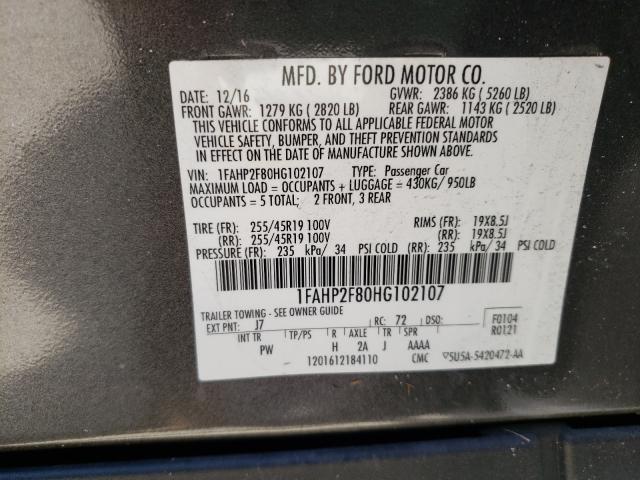 MFD. BY FORD MOTOR CO.
DATE: 12/16 GVWR: 2386 KG ( 5260 LB)
FRONT GAWR: 1279 KG ( 2820 LB) REAR GAWR: 1143 KG ( 2520 LB)
THIS VEHICLE CONFORMS TO ALL APPLICABLE FEDERAL MOTOR
VEHICLE SAFETY, BUMPER, AND THEFT PREVENTION STANDARDS
IN EFFECT ON THE DATE OF MANUFACTURE SHOWN ABOVE.
VIN: 1FAHP2F80HG102107 TYPE: Passenger Car
MAXIMUM LOAD = OCCUPANTS + LUGGAGE = 430KG/ 950LB
OCCUPANTS = 5 TOTAL; 2 FRONT, 3 REAR
TIRE (FR): 255/45R19 100V RIMS (FR): 19X8.5J
(RR): 255/45R19 100V (RR): 19X8.5J
PRESSURE (FR): 235 kPa/ 34 PSI COLD (RR): 235 kPa/ 34 PSI COLD
1FAHP2F80HG102107
TRAILER TOWING - SEE OWNER GUIDE
EXT PNT: J7 RC: 72 DSO: F0104
INT TR TP/PS R AXLE TR SPR R0121
PW H 2A J AAAA
1201612184110 CMC 5U5A-5420472-AA